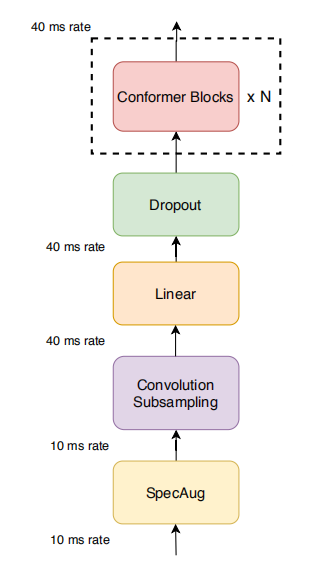 40 ms rate
Conformer Blocks
x N
Dropout
40 ms rate
Linear
40 ms rate
Convolution
Subsampling
10 ms rate
SpecAug
10 ms rate